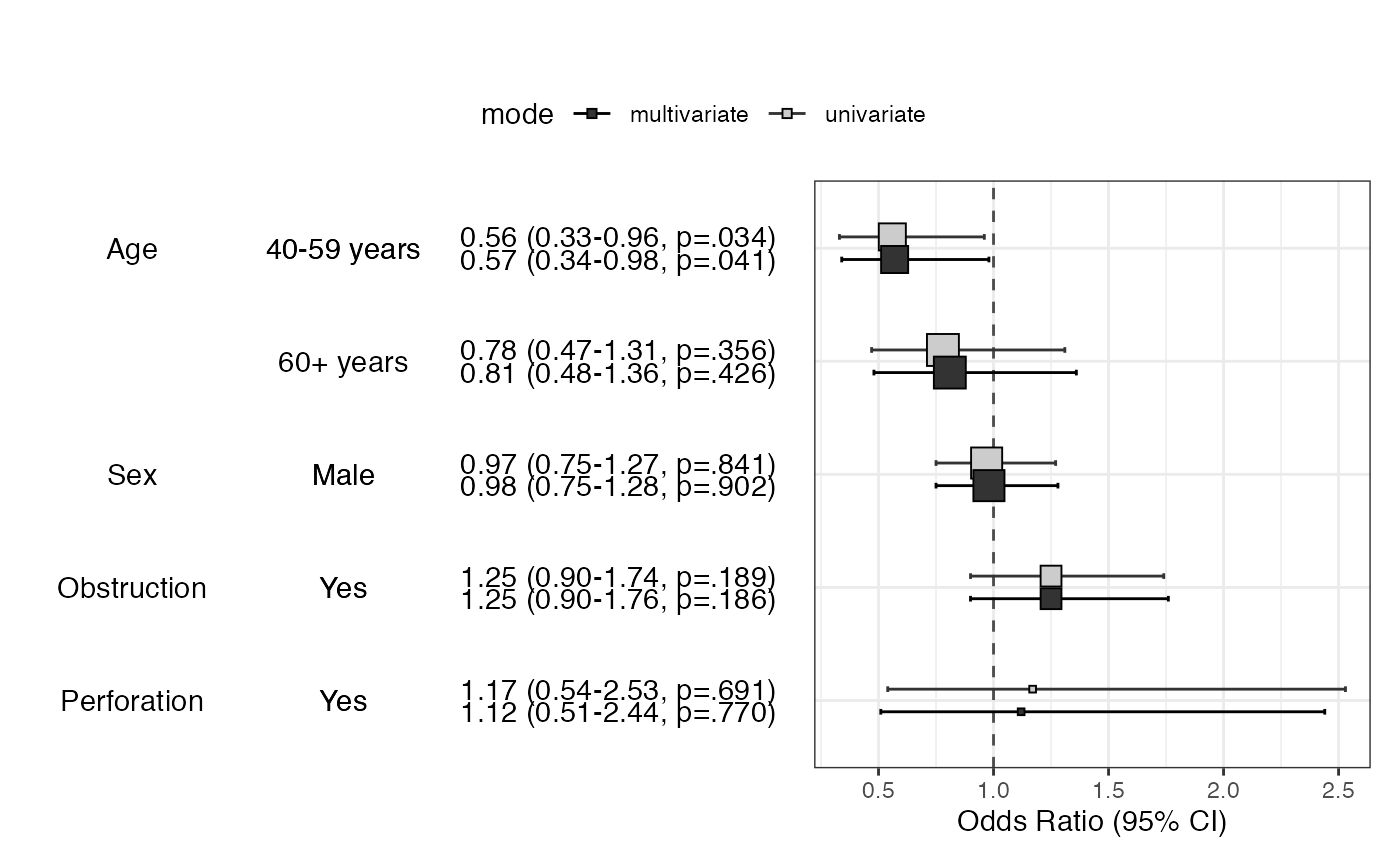 mode multivariate univariate
Age 40-59 years 0.56 (0.33-0.96, p=.034)
0.57 (0.34-0.98, p=.041)
60+ years 0.78 (0.47-1.31, p=.356)
0.81 (0.48-1.36, p=.426)
Sex Male 0.97 (0.75-1.27, p=.841)
0.98 (0.75-1.28, p=.902)
Obstruction Yes 1.25 (0.90-1.74, p=.189)
1.25 (0.90-1.76, p=.186)
Perforation Yes 1.17 (0.54-2.53, p=.691)
1.12 (0.51-2.44, p=.770)
0.5 1.0 1.5 2.0 2.5
Odds Ratio (95% CI)